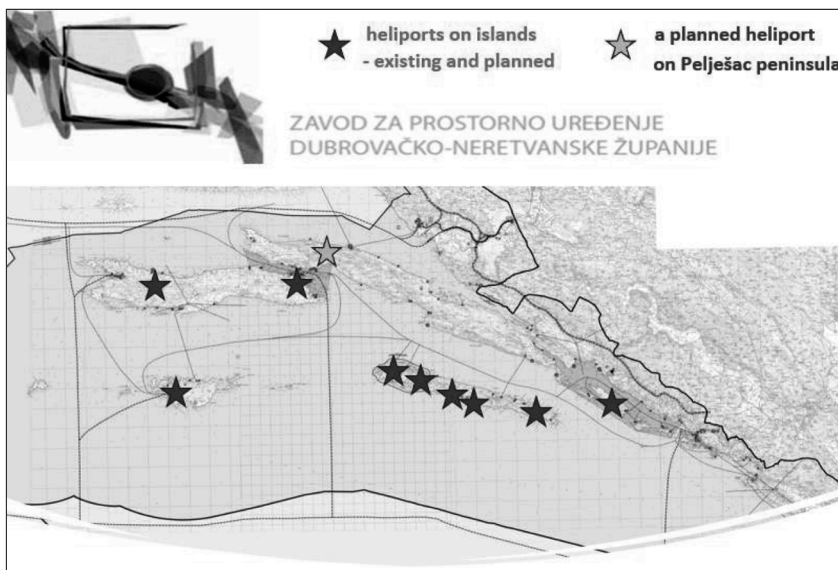 heliports on islands
- existing and planned
a planned heliport
on Pelješac peninsula
ZAVOD ZA PROSTORNO UREĐENJE
DUBROVAČKO-NERETVANSKE ŽUPANIJE